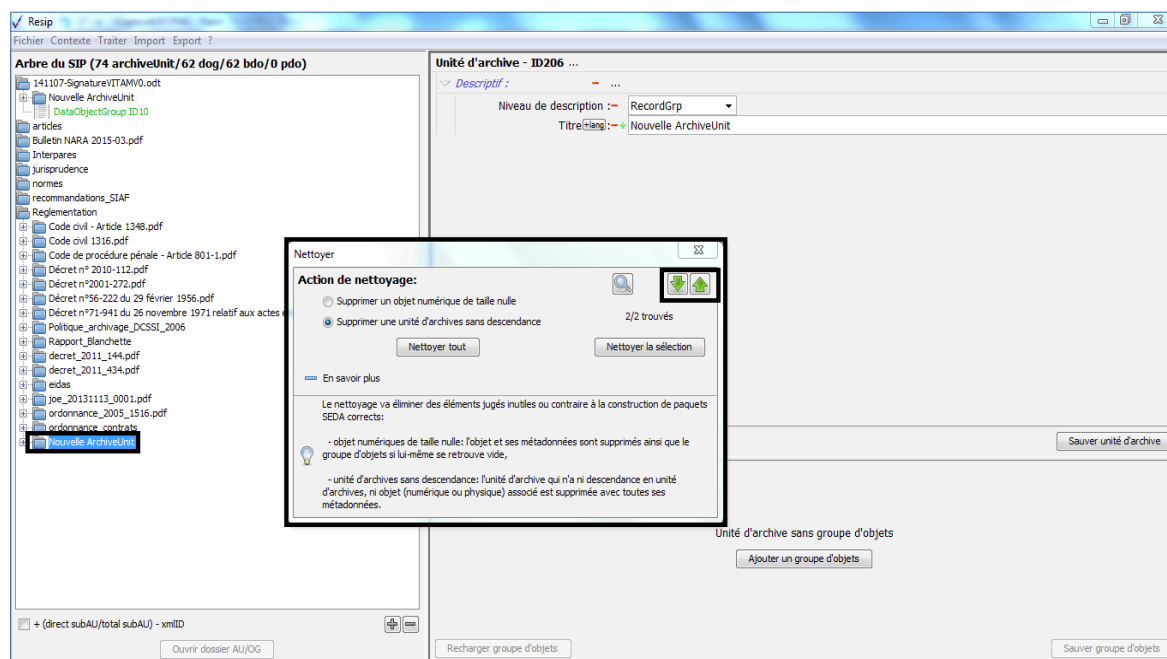 Resip
Fichier Contexte Traiter Import Export ?
Arbre du SIP (74 archiveUnit/62 dog/62 bdo/0 pdo)
141107-SignatureVITAMV0.odt
Nouvelle ArchiveUnit
DataObjectGroup ID10
articles
Bulletin NARA 2015-03.pdf
Interpares
jurisprudence
normes
recommandations_SIAF
Reglementation
Code civil - Article 1348.pdf
Code civil 1316.pdf
Code de procédure pénale - Article 801-1.pdf
Décret n° 2010-112.pdf
Décret n°2001-272.pdf
Décret n°56-222 du 29 février 1956.pdf
Décret n°71-941 du 26 novembre 1971 relatif aux actes
Politique_archivage_DCSSI_2006
Rapport_Blanchette
decret_2011_144.pdf
decret_2011_434.pdf
eidas
joe_20131113_0001.pdf
ordonnance_2005_1516.pdf
ordonnance_contrats
Nouvelle ArchiveUnit
+ (direct subAU/total subAU) - xmlID
Ouvrir dossier AU/OG
Unité d'archive - ID206 ...
Descriptif : - ...
Niveau de description :- RecordGrp
Titre +lang :-+ Nouvelle ArchiveUnit
Sauver unité d'archive
Unité d'archive sans groupe d'objets
Ajouter un groupe d'objets
Recharger groupe d'objets
Sauver groupe d'objets
Nettoyer
Action de nettoyage:
Supprimer un objet numérique de taille nulle
Supprimer une unité d'archives sans descendance
2/2 trouvés
Nettoyer tout
Nettoyer la sélection
En savoir plus
Le nettoyage va éliminer des éléments jugés inutiles ou contraire à la construction de paquets
SEDA corrects:
- objet numériques de taille nulle: l'objet et ses métadonnées sont supprimés ainsi que le
groupe d'objets si lui-même se retrouve vide,
- unité d'archives sans descendance: l'unité d'archive qui n'a ni descendance en unité
d'archives, ni objet (numérique ou physique) associé est supprimée avec toutes ses
métadonnées.